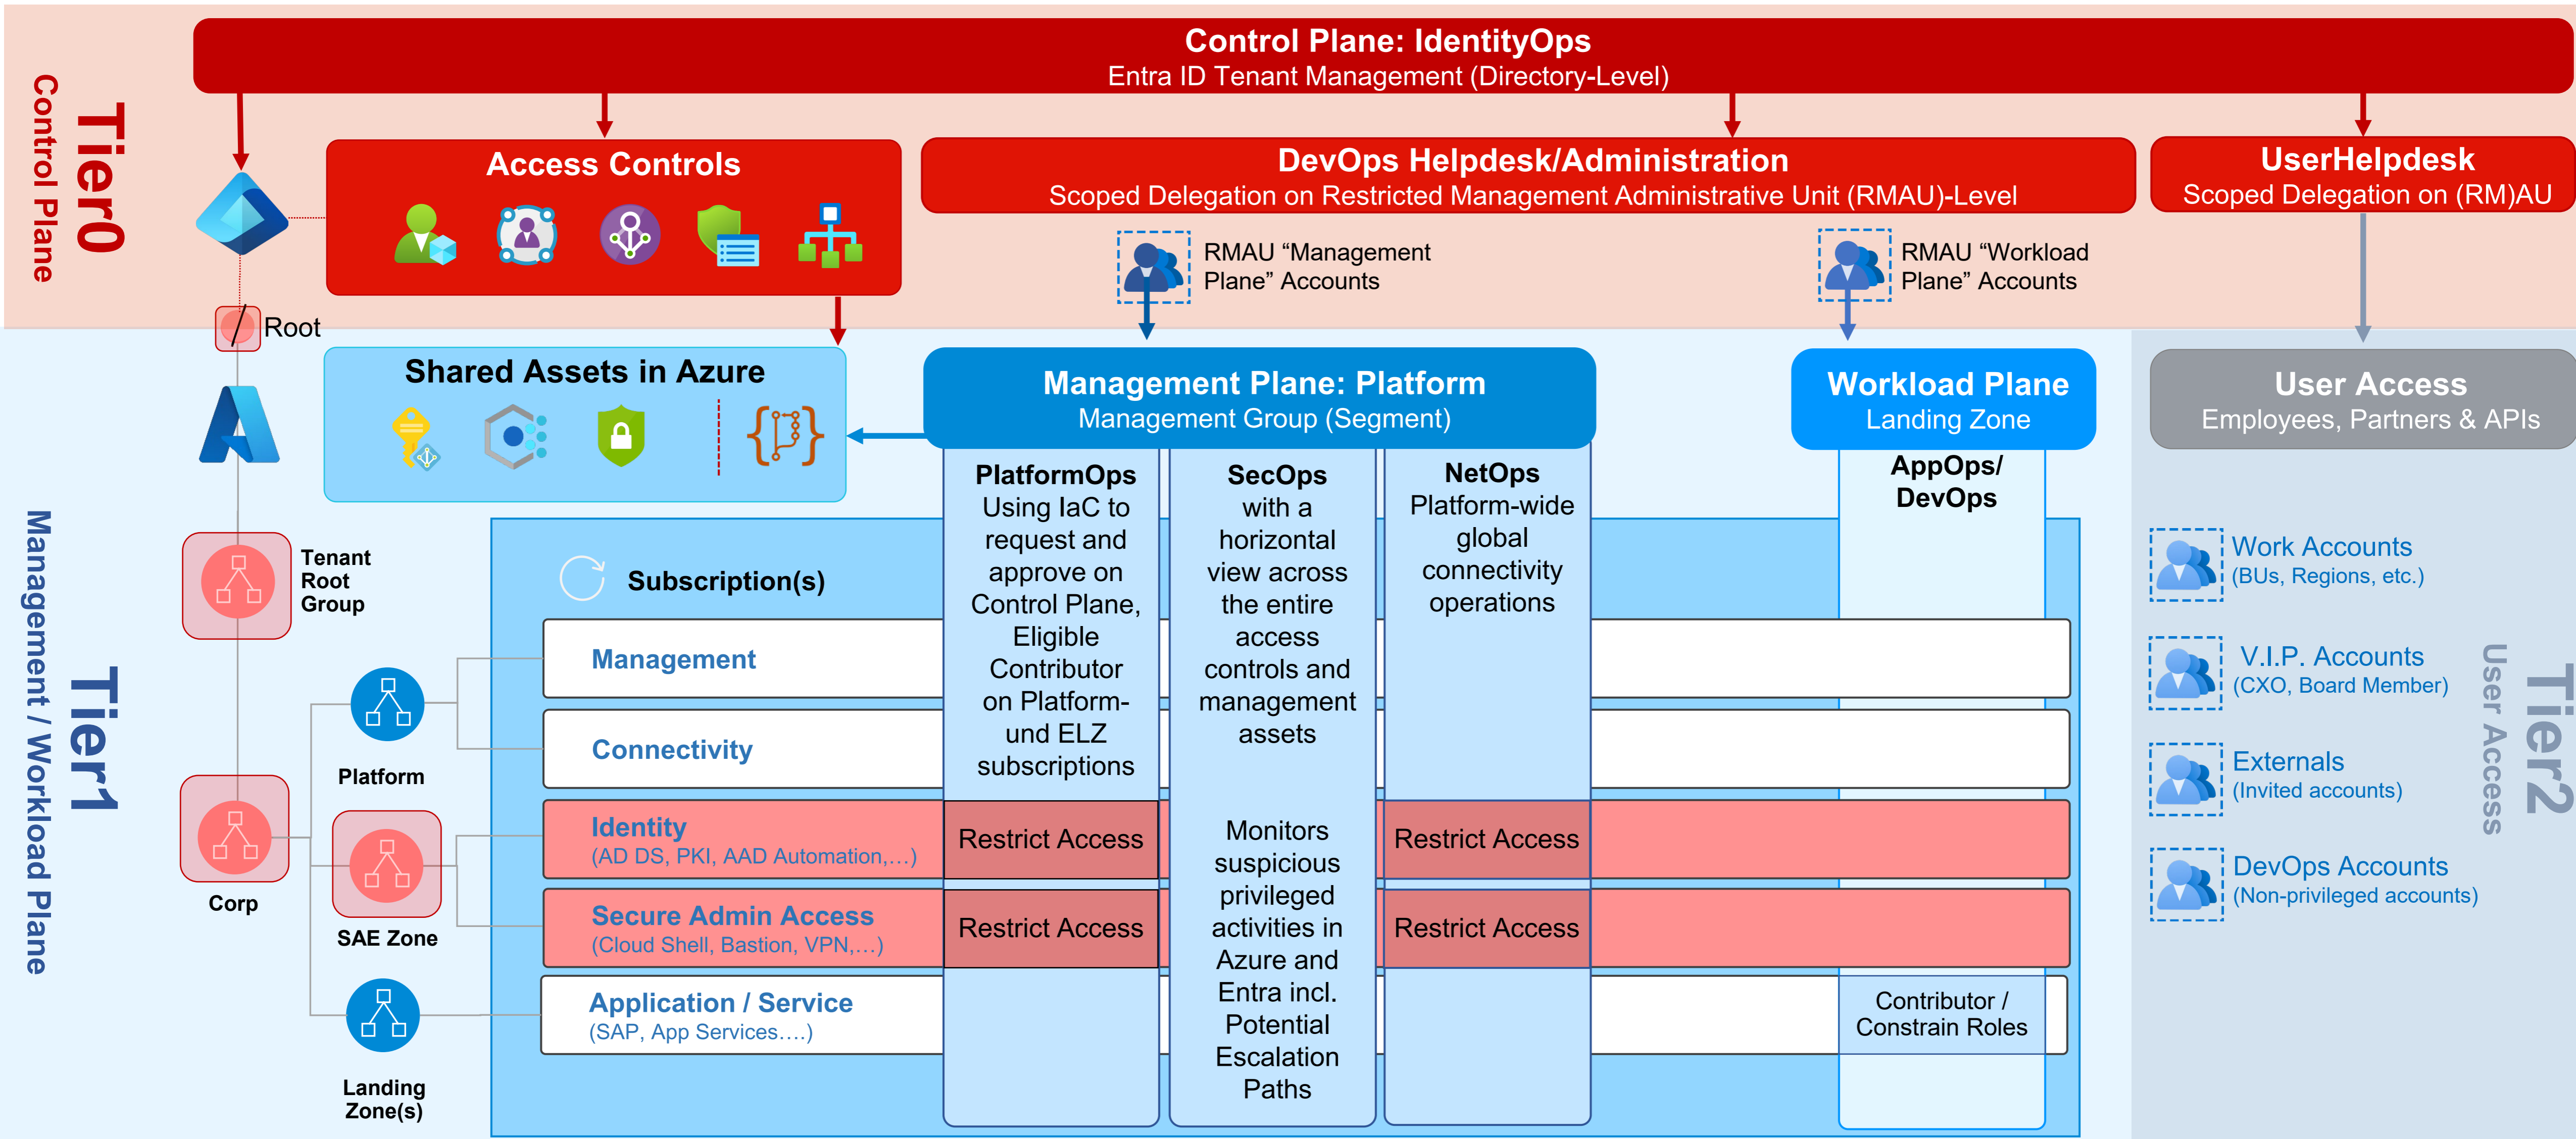 Control Plane: IdentityOps
Entra ID Tenant Management (Directory-Level)
Tier0
Control Plane
Access Controls
DevOps Helpdesk/Administration
Scoped Delegation on Restricted Management Administrative Unit (RMAU)-Level
UserHelpdesk
Scoped Delegation on (RM)AU
RMAU “Management
Plane” Accounts
RMAU “Workload
Plane” Accounts
Root
Shared Assets in Azure
Management Plane: Platform
Management Group (Segment)
Workload Plane
Landing Zone
User Access
Employees, Partners & APIs
Tier1
Management / Workload Plane
Tenant
Root
Group
Platform
Corp
SAE Zone
Landing
Zone(s)
Subscription(s)
Management
Connectivity
Identity
(AD DS, PKI, AAD Automation,…)
Secure Admin Access
(Cloud Shell, Bastion, VPN,…)
Application / Service
(SAP, App Services….)
PlatformOps
Using IaC to
request and
approve on
Control Plane,
Eligible
Contributor
on Platform-
und ELZ
subscriptions
Restrict Access
Restrict Access
SecOps
with a
horizontal
view across
the entire
access
controls and
management
assets
Monitors
suspicious
privileged
activities in
Azure and
Entra incl.
Potential
Escalation
Paths
NetOps
Platform-wide
global
connectivity
operations
Restrict Access
Restrict Access
AppOps/
DevOps
Contributor /
Constrain Roles
Work Accounts
(BUs, Regions, etc.)
V.I.P. Accounts
(CXO, Board Member)
Externals
(Invited accounts)
DevOps Accounts
(Non-privileged accounts)
Tier2
User Access